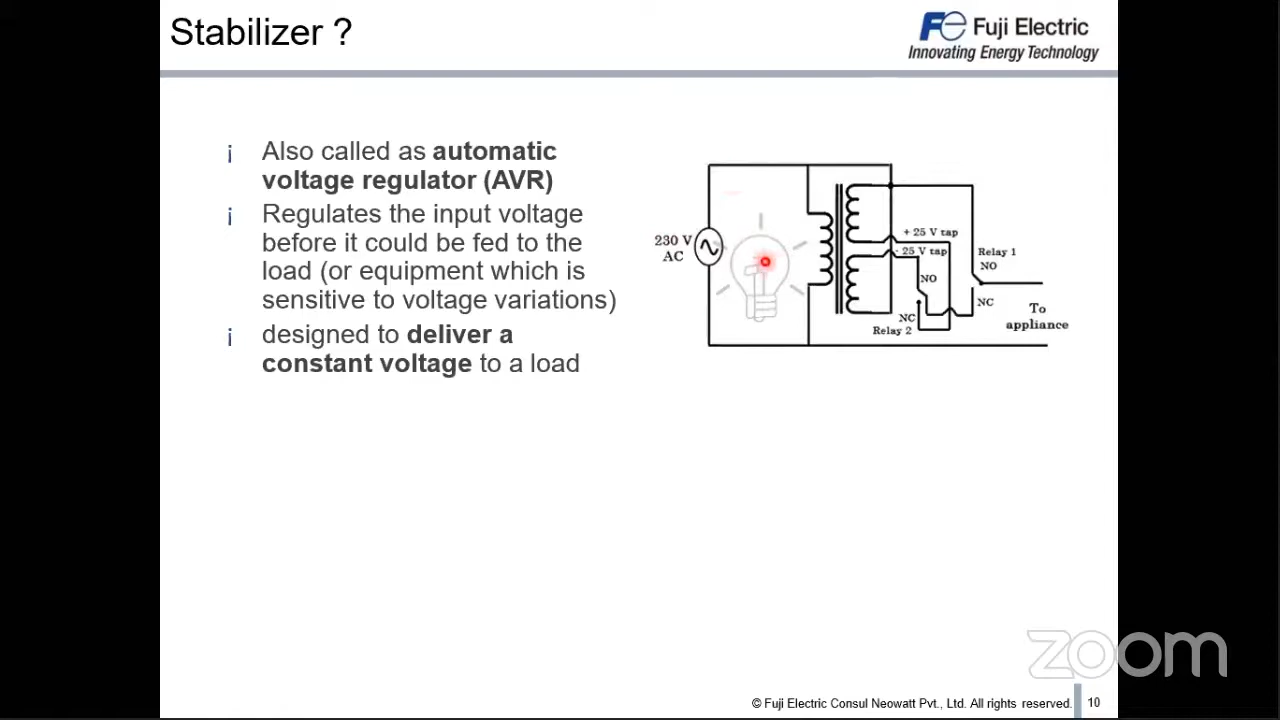 Stabilizer ?
Fuji Electric
Innovating Energy Technology
¡ Also called as automatic
voltage regulator (AVR)
¡ Regulates the input voltage
before it could be fed to the
load (or equipment which is
sensitive to voltage variations)
¡ designed to deliver a
constant voltage to a load
230 V
AC
+ 25 V tap
- 25 V tap
Relay 1
NO
NO
NC
NC
Relay 2
To
appliance
zoom
© Fuji Electric Consul Neowatt Pvt., Ltd. All rights reserved.
10